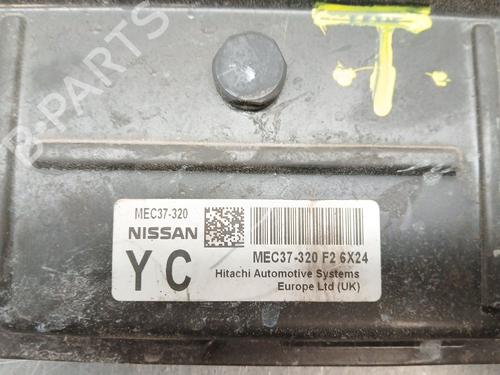 MEC37-320
NISSAN
YC
MEC37-320 F2 6X24
Hitachi Automotive Systems
Europe Ltd (UK)
B-PARTS